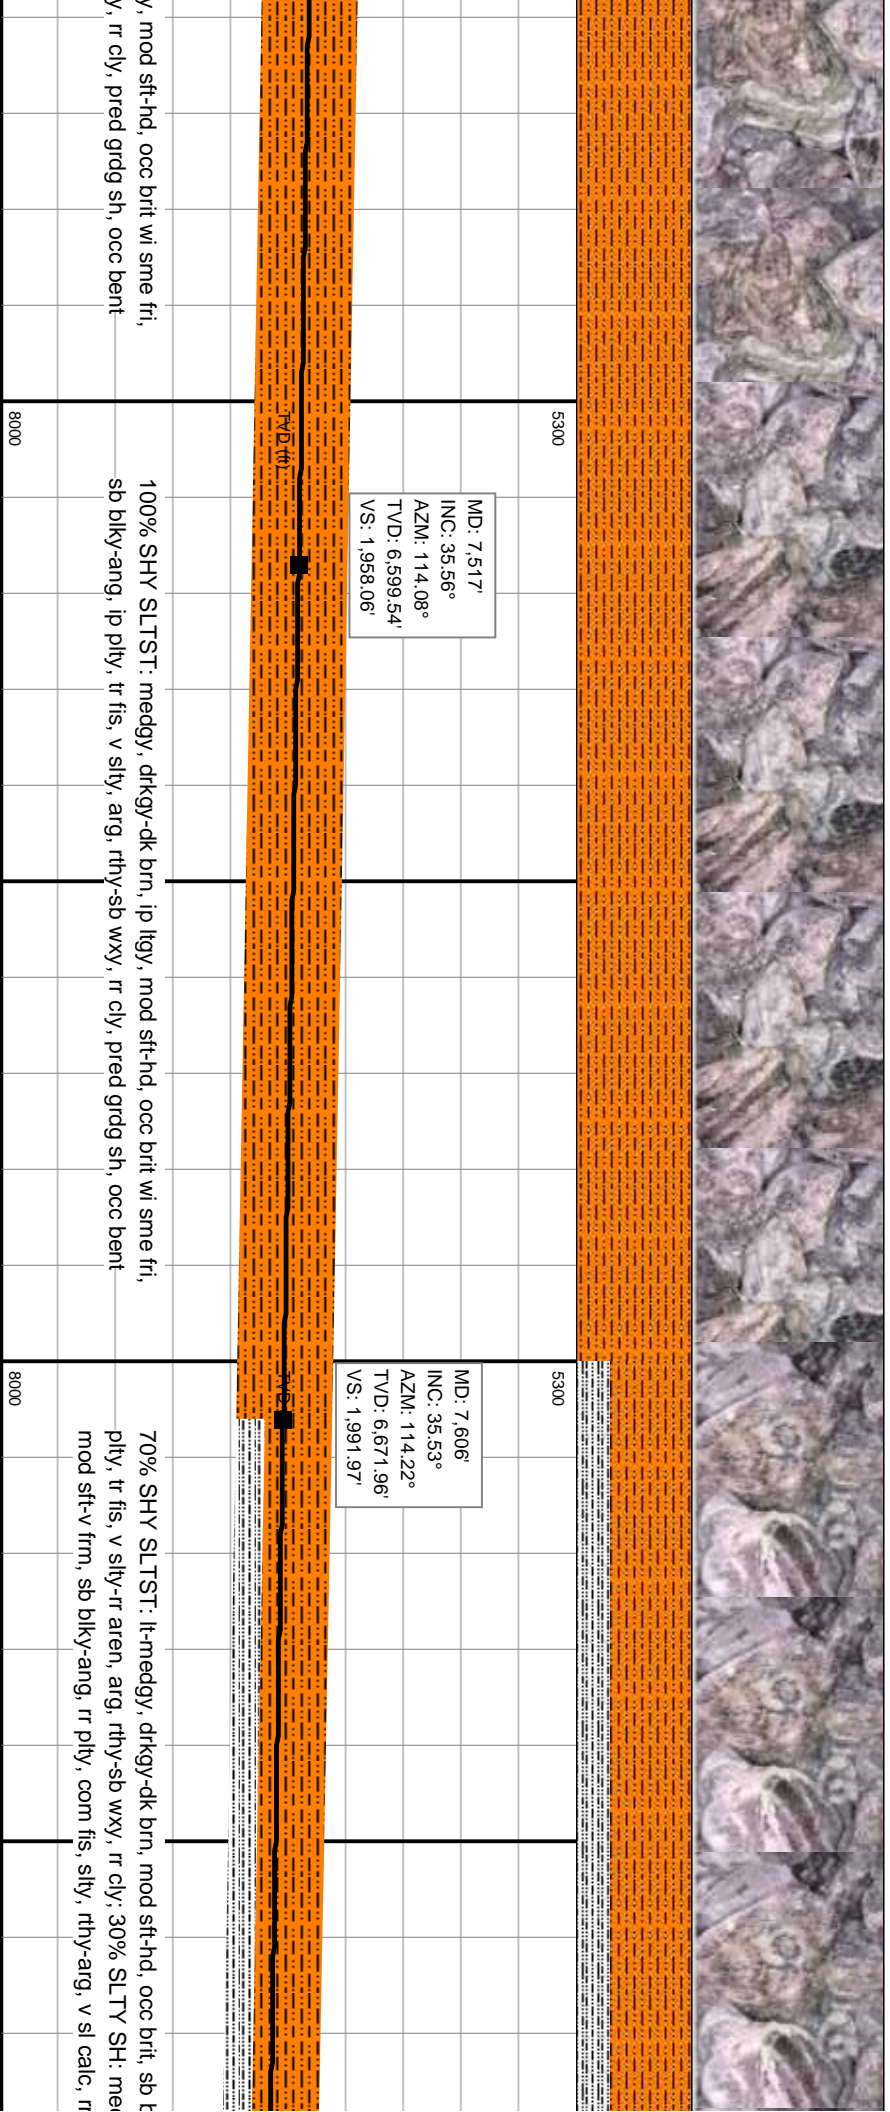 y, mod sft-hd, occ brit wi sme fri,
y, rr cly, pred grdg sh, occ bent
8000
TVD (ft)
5300
MD: 7,517'
INC: 35.56°
AZM: 114.08°
TVD: 6,599.54'
VS: 1,958.06'
100% SHY SLTST: medgy, drkgy-dk brn, ip ltgy, mod sft-hd, occ brit wi sme fri,
sb blky-ang, ip plty, tr fis, v slty, arg, rthy-sb wxy, rr cly, pred grdg sh, occ bent
8000
TVD
5300
MD: 7,606'
INC: 35.53°
AZM: 114.22°
TVD: 6,671.96'
VS: 1,991.97'
70% SHY SLTST: lt-medgy, drkgy-dk brn, mod sft-hd, occ brit, sb b
plty, tr fis, v slty-rr aren, arg, rthy-sb wxy, rr cly; 30% SLTY SH: med
mod sft-v frm, sb blky-ang, rr plty, com fis, slty, rthy-arg, v sl calc,